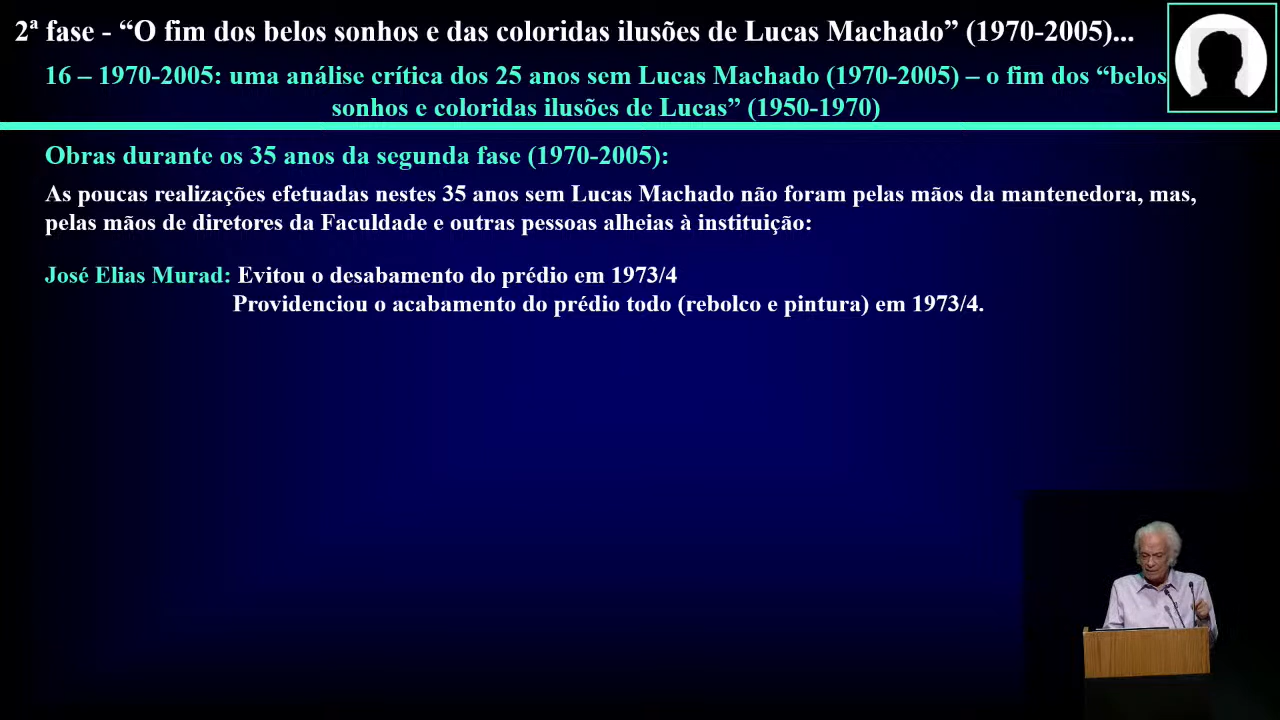 2ª fase - “O fim dos belos sonhos e das coloridas ilusões de Lucas Machado” (1970-2005)...
16 – 1970-2005: uma análise crítica dos 25 anos sem Lucas Machado (1970-2005) – o fim dos “belos
sonhos e coloridas ilusões de Lucas” (1950-1970)
Obras durante os 35 anos da segunda fase (1970-2005):
As poucas realizações efetuadas nestes 35 anos sem Lucas Machado não foram pelas mãos da mantenedora, mas,
pelas mãos de diretores da Faculdade e outras pessoas alheias à instituição:
José Elias Murad: Evitou o desabamento do prédio em 1973/4
Providenciou o acabamento do prédio todo (rebolco e pintura) em 1973/4.